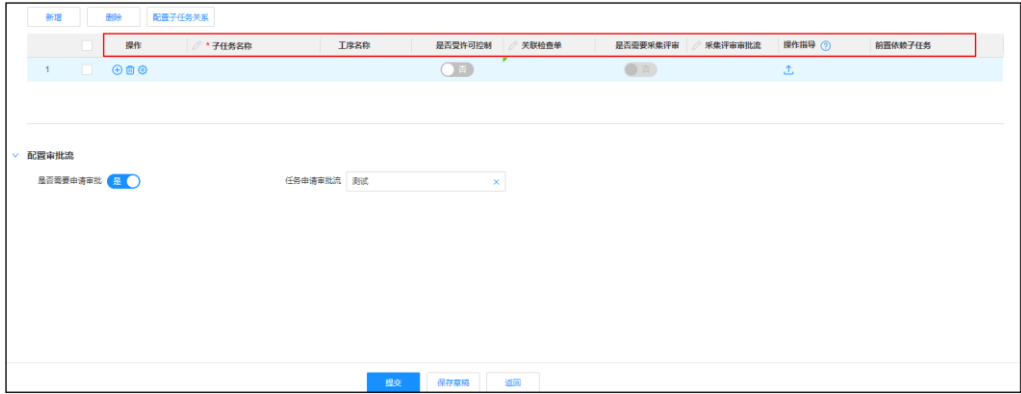 新增 删除 配置子任务关系
操作 * 子任务名称 工序名称 是否受许可控制 关联检查单 是否需要采集评审 采集评审审批流 操作指导 ? 前置依赖子任务
1 否 否
配置审批流
是否需要申请审批 是 任务申请审批流 测试 ×
提交 保存草稿 返回